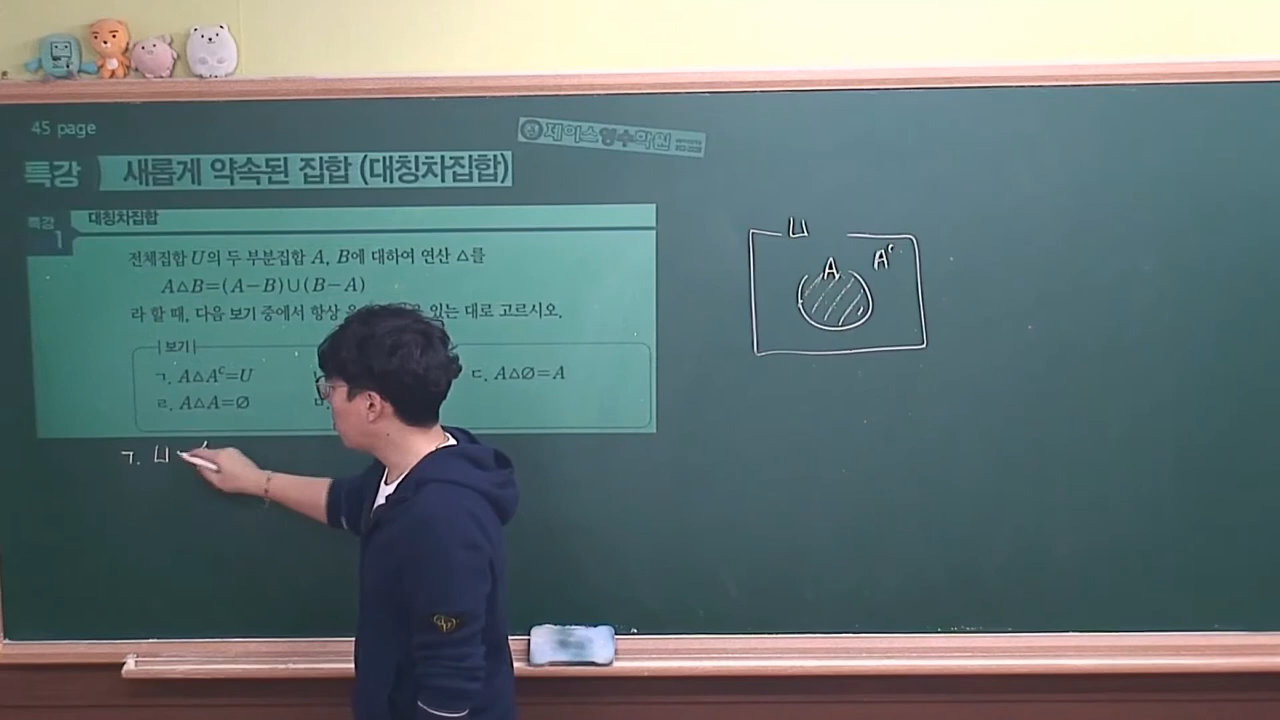 45 page
제이스영수학원
특강 새롭게 약속된 집합 (대칭차집합)
특강 1 대칭차집합
전체집합 U의 두 부분집합 A, B에 대하여 연산 △를
A△B=(A-B)∪(B-A)
라 할 때, 다음 보기 중에서 항상 있는 대로 고르시오.
보기
ㄱ. A△Aᶜ=U
ㄷ. A△∅=A
ㄹ. A△A=∅
ㅁ.
ㄱ. U
U
A
Aᶜ